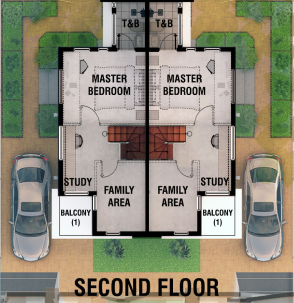 T&B T&B
MASTER BEDROOM
MASTER BEDROOM
STUDY
FAMILY AREA
FAMILY AREA
STUDY
BALCONY (1)
BALCONY (1)
SECOND FLOOR